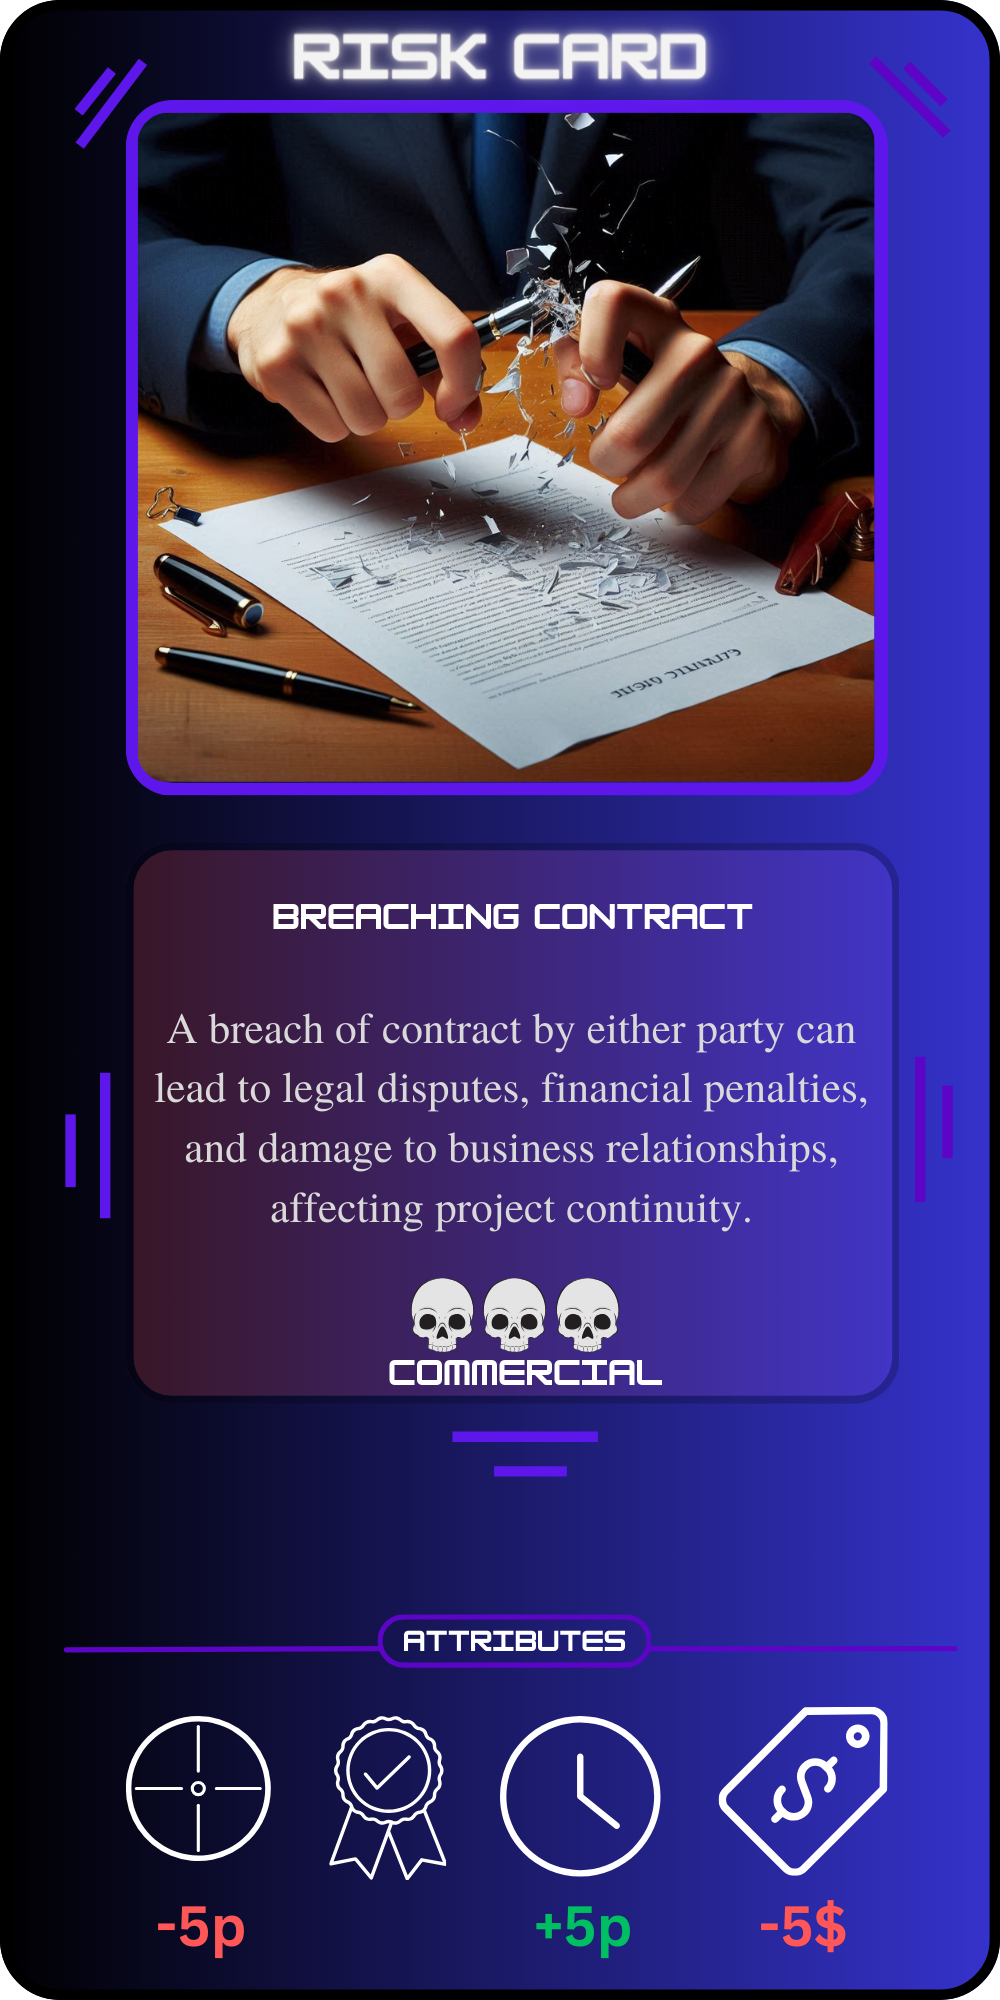 RISK CARD
BREACHING CONTRACT
A breach of contract by either party can
lead to legal disputes, financial penalties,
and damage to business relationships,
affecting project continuity.
COMMERCIAL
ATTRIBUTES
-5p +5p -5$